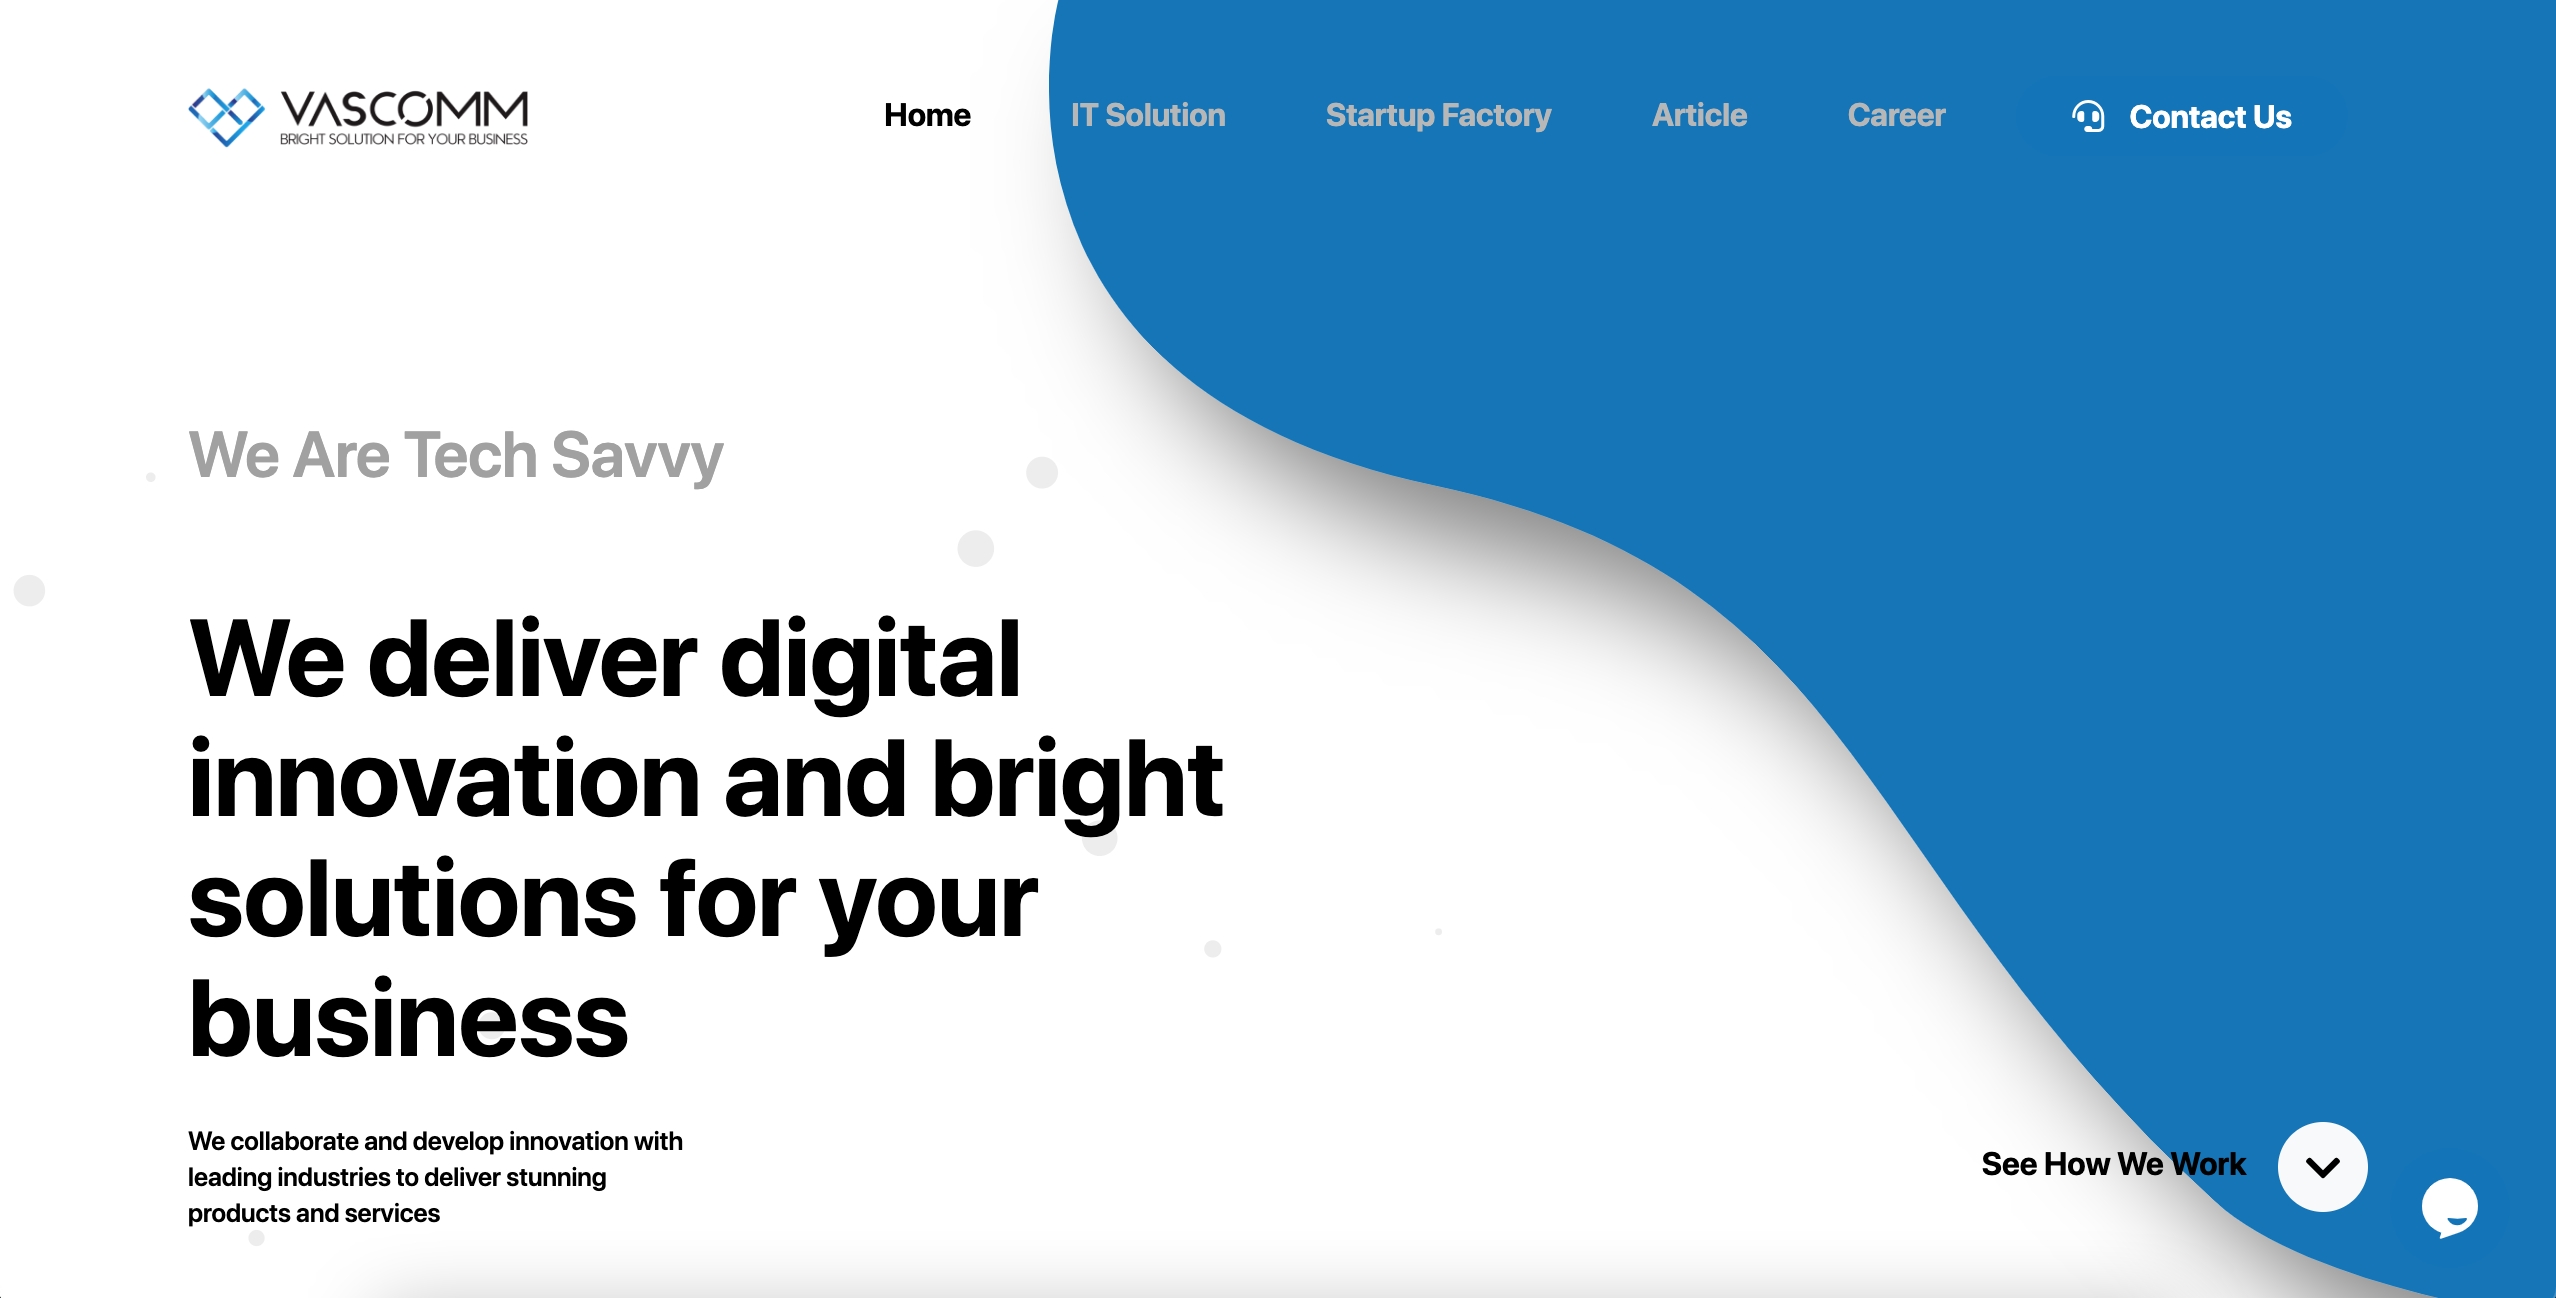 VASCOMM
BRIGHT SOLUTION FOR YOUR BUSINESS
Home
IT Solution
Startup Factory
Article
Career
Contact Us
We Are Tech Savvy
We deliver digital
innovation and bright
solutions for your
business
We collaborate and develop innovation with
leading industries to deliver stunning
products and services
See How We Work